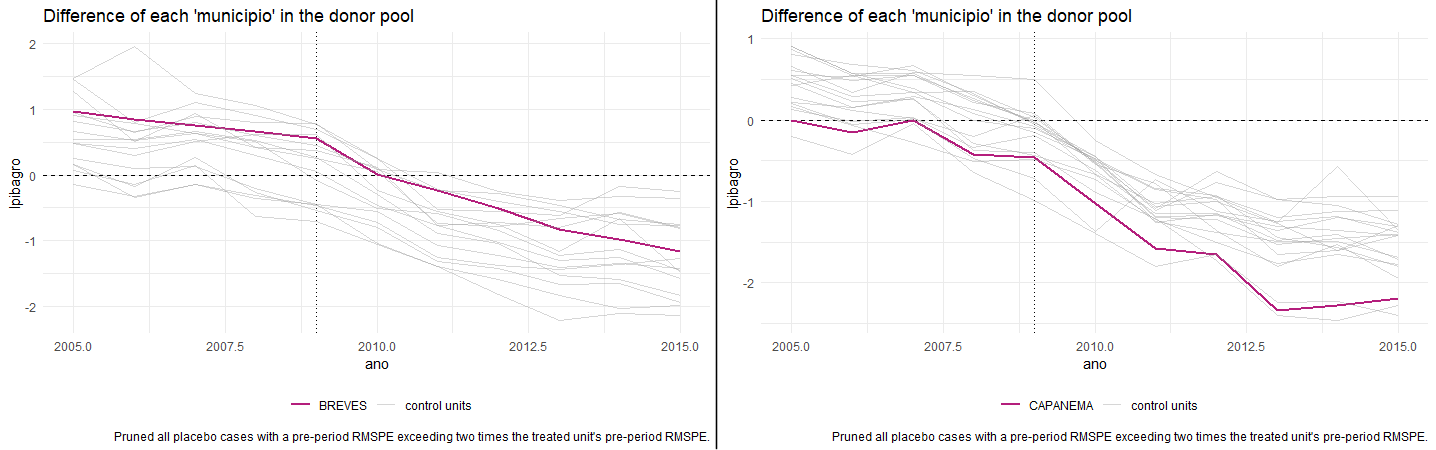 Difference of each 'municipio' in the donor pool
2
1
0
-1
-2
lpibagro
2005.0 2007.5 2010.0 2012.5 2015.0
ano
BREVES control units
Pruned all placebo cases with a pre-period RMSPE exceeding two times the treated unit's pre-period RMSPE.
Difference of each 'municipio' in the donor pool
1
0
-1
-2
lpibagro
2005.0 2007.5 2010.0 2012.5 2015.0
ano
CAPANEMA control units
Pruned all placebo cases with a pre-period RMSPE exceeding two times the treated unit's pre-period RMSPE.